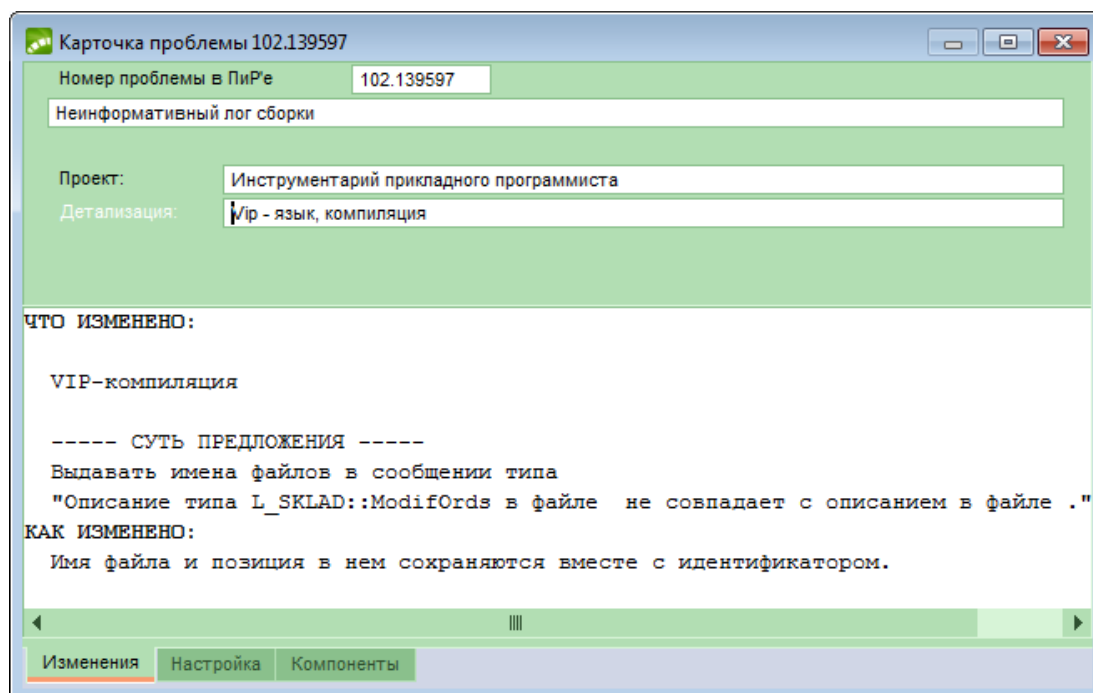 Карточка проблемы 102.139597
Номер проблемы в ПиР'е 102.139597
Неинформативный лог сборки
Проект: Инструментарий прикладного программиста
Детализация: Vip - язык, компиляция
ЧТО ИЗМЕНЕНО:
VIP-компиляция
----- СУТЬ ПРЕДЛОЖЕНИЯ -----
Выдавать имена файлов в сообщении типа
"Описание типа L_SKLAD::ModifOrds в файле  не совпадает с описанием в файле ."
КАК ИЗМЕНЕНО:
Имя файла и позиция в нем сохраняются вместе с идентификатором.
Изменения Настройка Компоненты